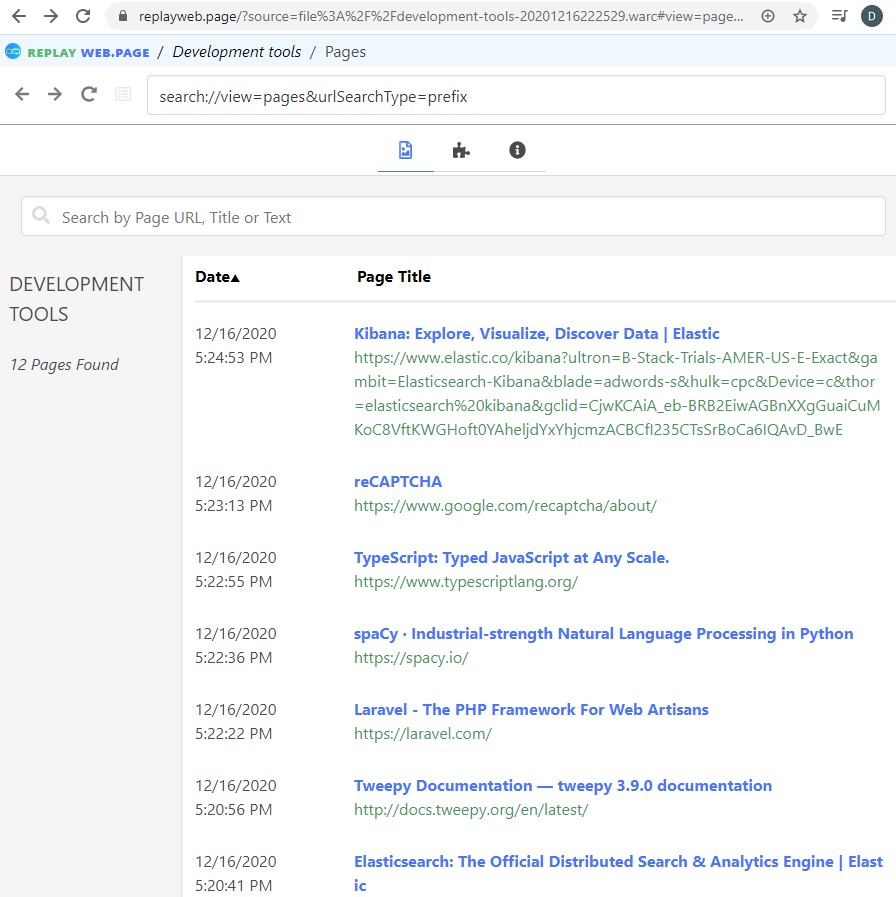 replayweb.page/?source=file%3A%2F%2Fdevelopment-tools-20201216222529.warc#view=page...
D
REPLAY WEB.PAGE / Development tools / Pages
search://view=pages&urlSearchType=prefix
Search by Page URL, Title or Text
DEVELOPMENT
TOOLS
12 Pages Found
Date▲ Page Title
12/16/2020
5:24:53 PM
Kibana: Explore, Visualize, Discover Data | Elastic
https://www.elastic.co/kibana?ultron=B-Stack-Trials-AMER-US-E-Exact&ga
mbit=Elasticsearch-Kibana&blade=adwords-s&hulk=cpc&Device=c&thor
=elasticsearch%20kibana&gclid=CjwKCAiA_eb-BRB2EiwAGBnXXgGuaiCuM
KoC8VftKWGHoft0YAheljdYxYhjcmzACBCfI235CTsSrBoCa6IQAvD_BwE
12/16/2020
5:23:13 PM
reCAPTCHA
https://www.google.com/recaptcha/about/
12/16/2020
5:22:55 PM
TypeScript: Typed JavaScript at Any Scale.
https://www.typescriptlang.org/
12/16/2020
5:22:36 PM
spaCy · Industrial-strength Natural Language Processing in Python
https://spacy.io/
12/16/2020
5:22:22 PM
Laravel - The PHP Framework For Web Artisans
https://laravel.com/
12/16/2020
5:20:56 PM
Tweepy Documentation — tweepy 3.9.0 documentation
http://docs.tweepy.org/en/latest/
12/16/2020
5:20:41 PM
Elasticsearch: The Official Distributed Search & Analytics Engine | Elast
ic